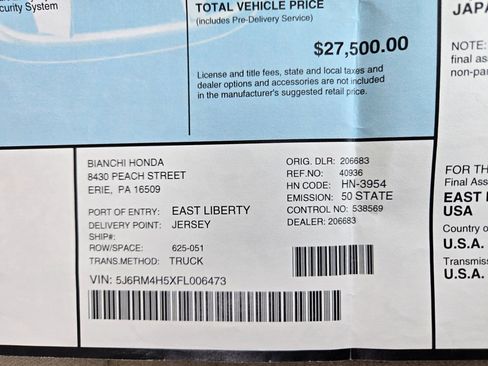 curity System
TOTAL VEHICLE PRICE
(includes Pre-Delivery Service)
$27,500.00
License and title fees, state and local taxes and
dealer options and accessories are not included
in the manufacturer's suggested retail price.
JAPA
NOTE:
final ass
non-par
BIANCHI HONDA
8430 PEACH STREET
ERIE, PA 16509
PORT OF ENTRY: EAST LIBERTY
DELIVERY POINT: JERSEY
SHIP#:
ROW/SPACE: 625-051
TRANS.METHOD: TRUCK
VIN: 5J6RM4H5XFL006473
ORIG. DLR: 206683
REF.NO: 40936
HN CODE: HN-3954
EMISSION: 50 STATE
CONTROL NO: 538569
DEALER: 206683
FOR TH
Final Asse
EAST L
USA
Country o
U.S.A.
Transmiss
U.S.A.